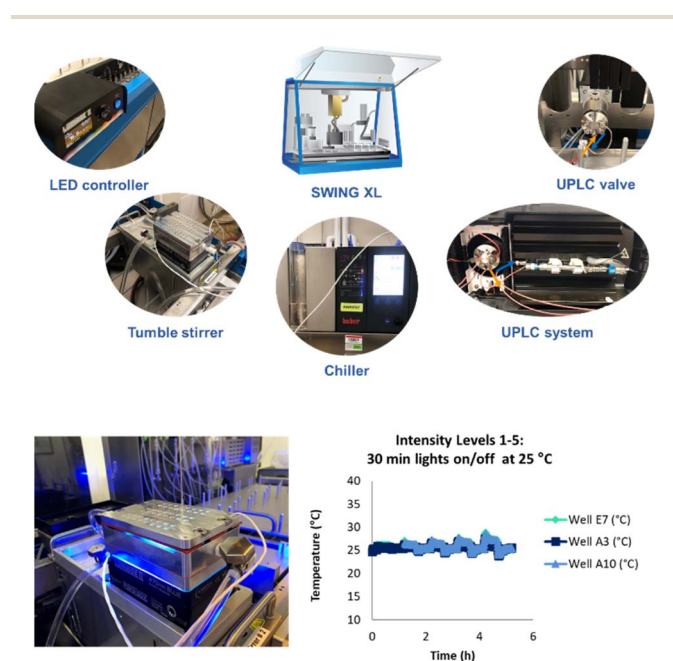 LED controller
SWING XL
UPLC valve
Tumble stirrer
Chiller
UPLC system
huber
Intensity Levels 1-5:
30 min lights on/off at 25 °C
Temperature (°C)
40
35
30
25
20
15
10
0
2
4
6
Time (h)
Well E7 (°C)
Well A3 (°C)
Well A10 (°C)